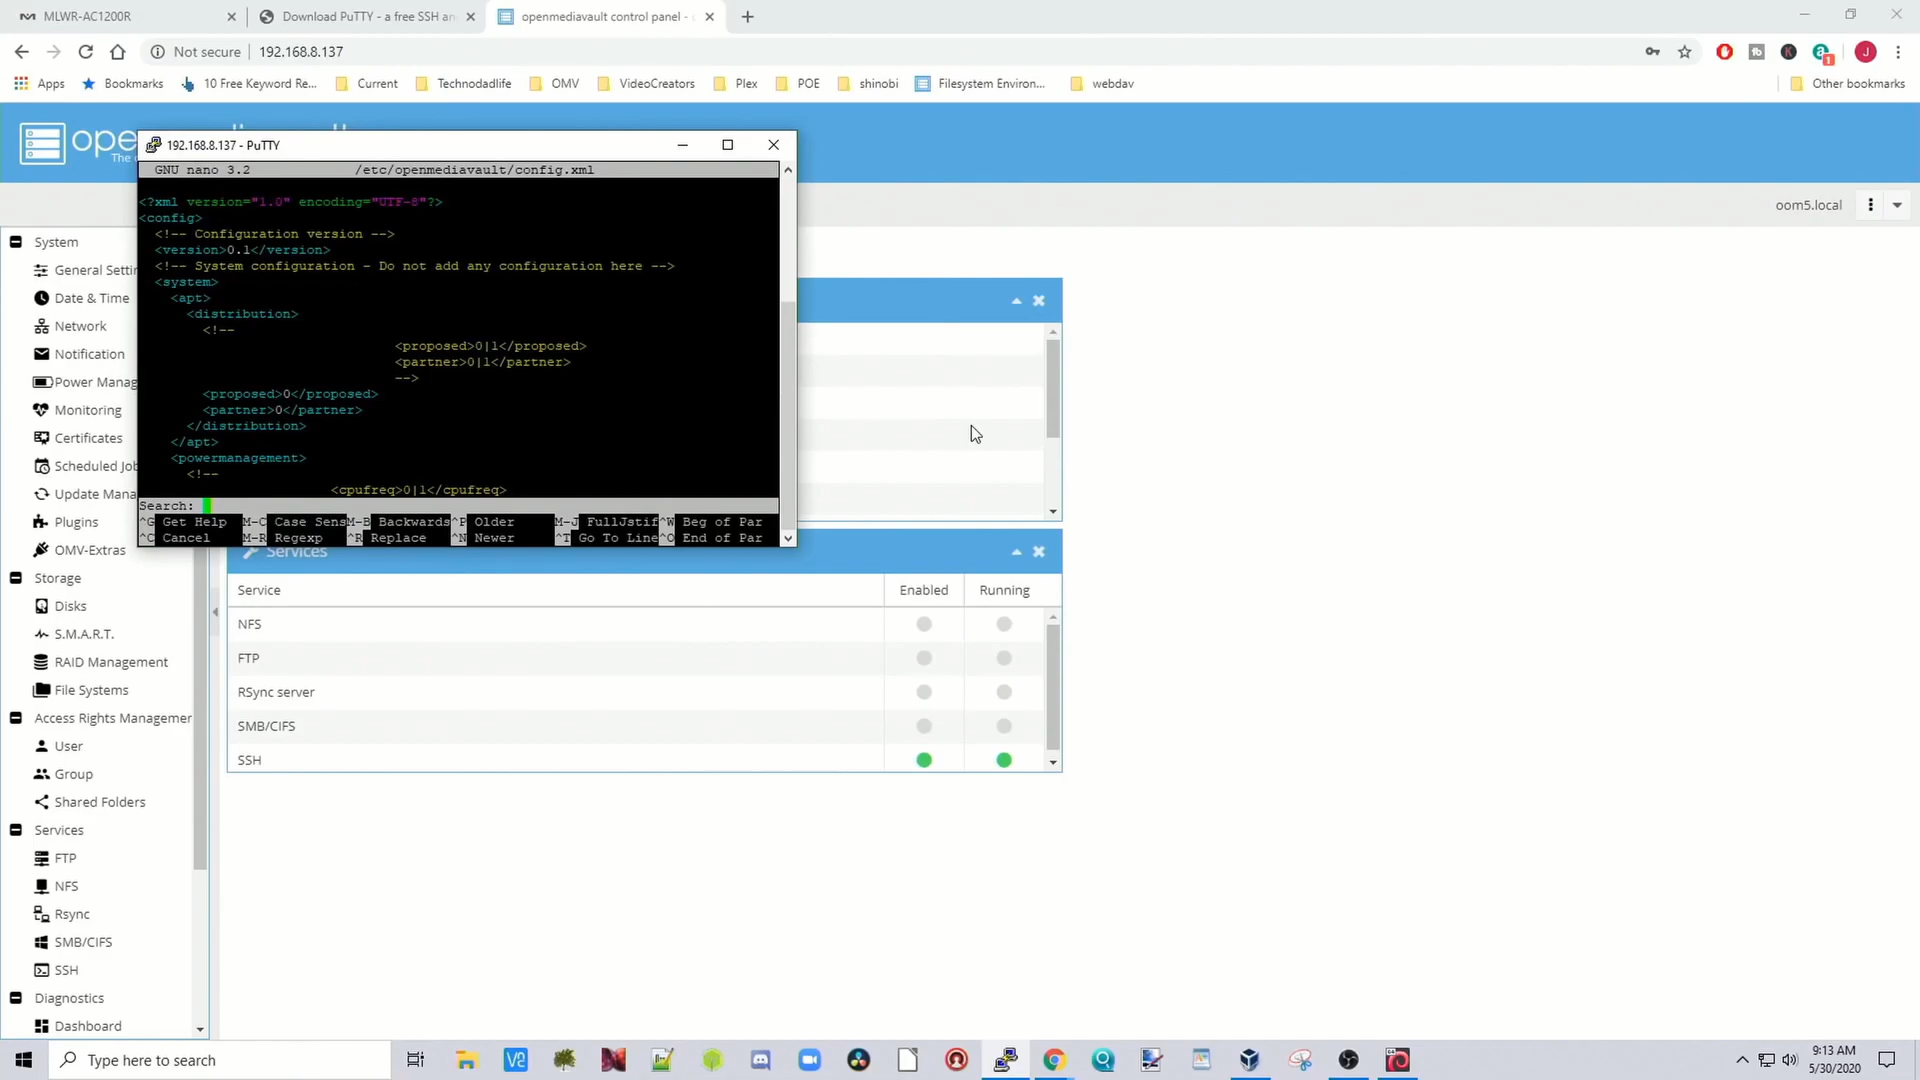 MLWR-AC1200R
Download PuTTY - a free SSH an
openmediavault control panel -
Not secure
192.168.8.137
Apps
Bookmarks
10 Free Keyword Re...
Current
Technodadlife
OMV
VideoCreators
Plex
POE
shinobi
Filesystem Environ...
webdav
Other bookmarks
ope
oom5.local
192.168.8.137 - PuTTY
GNU nano 3.2 /etc/openmediavault/config.xml
<?xml version="1.0" encoding="UTF-8"?>
<config>
<!-- Configuration version -->
<version>0.1</version>
<!-- System configuration - Do not add any configuration here -->
<system>
<apt>
<distribution>
<!--
<proposed>0|1</proposed>
<partner>0|1</partner>
-->
<proposed>0</proposed>
<partner>0</partner>
</distribution>
</apt>
<powermanagement>
<!--
<cpufreq>0|1</cpufreq>
Search:
^G Get Help M-C Case Sens M-B Backwards ^P Older M-J FullJstif ^W Beg of Par
^C Cancel M-R Regexp ^R Replace ^N Newer ^T Go To Line ^O End of Par
System
General Setti
Date & Time
Network
Notification
Power Manag
Monitoring
Certificates
Scheduled Job
Update Mana
Plugins
OMV-Extras
Storage
Disks
S.M.A.R.T.
RAID Management
File Systems
Access Rights Managemer
User
Group
Shared Folders
Services
FTP
NFS
Rsync
SMB/CIFS
SSH
Diagnostics
Dashboard
Services
Service Enabled Running
NFS
FTP
RSync server
SMB/CIFS
SSH
Type here to search
9:13 AM
5/30/2020